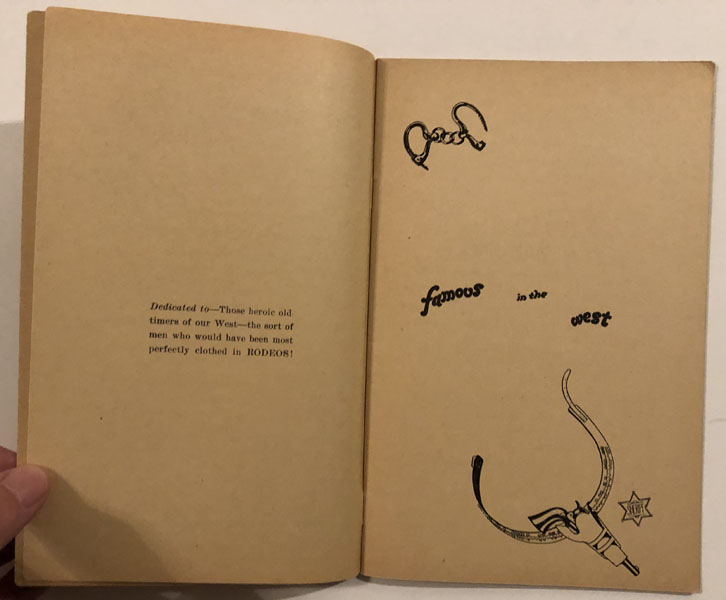 Dedicated to—Those heroic old
timers of our West—the sort of
men who would have been most
perfectly clothed in RODEOS!
famous in the west
SHERIFF